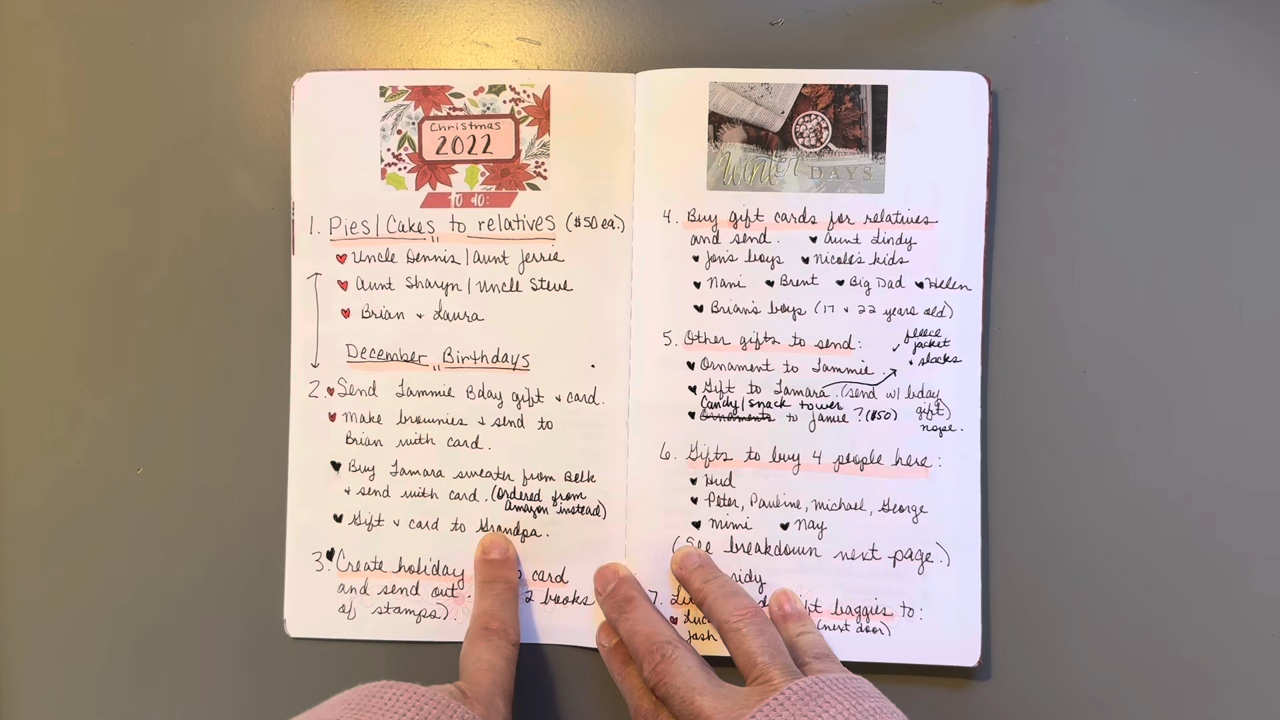 Christmas
2022
to do:
1. Pies/Cakes to relatives ($50 ea.)
Uncle Dennis/Aunt Jerrie
Aunt Sharyn/Uncle Steve
Brian & Laura
December Birthdays
2. Send Tammie Bday gift & card.
Make brownies & send to
Brian with card.
Buy Tamara sweater from Belk
& send with card. (ordered from
amazon instead)
Gift & card to Grandpa.
3. Create holiday card
and send out. 2 books
of stamps).
Winter DAYS
4. Buy gift cards for relatives
and send. Aunt Lindy
Jon's boys Nicole's kids
Nani Brent Big Dad Helen
Brian's boys (17 & 22 years old)
5. Other gifts to send:
fleece
jacket
& slacks
Ornament to Tammie.
Gift to Tamara. (send w/ bday
gift)
nope.
Candy/snack tower
Ornaments to Jamie? ($50)
6. Gifts to buy 4 people here:
Hud
Peter, Pauline, Michael, George
Mimi Nay
(See breakdown next page.)
7. baggies to:
(next door)
Josh